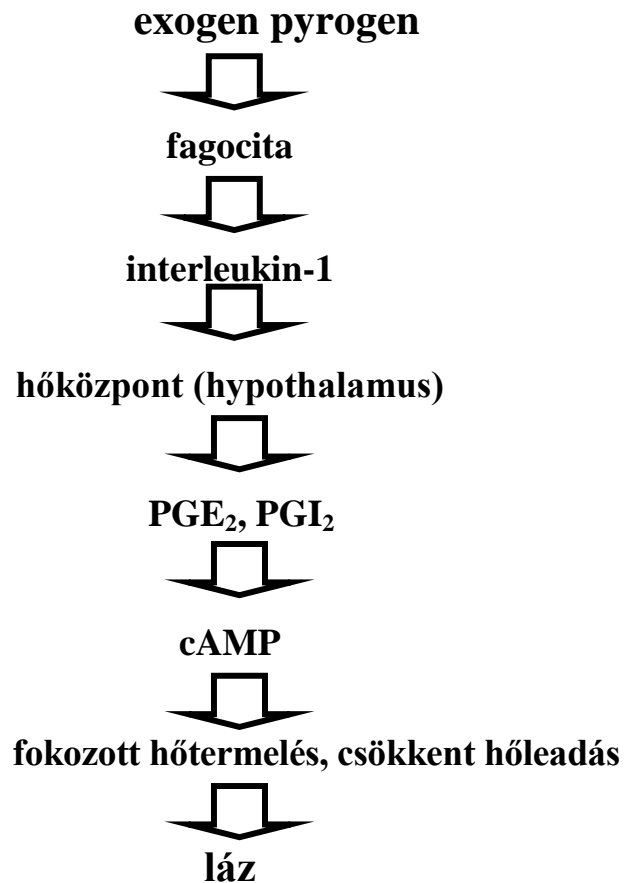 exogen pyrogen
fagocita
interleukin-1
hőközpont (hypothalamus)
PGE₂, PGI₂
cAMP
fokozott hőtermelés, csökkent hőleadás
láz